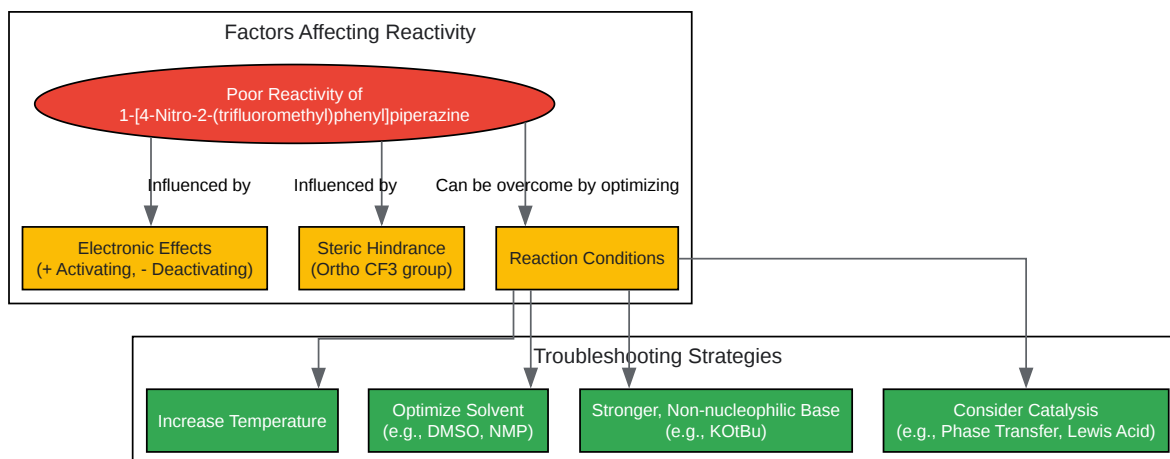 Factors Affecting Reactivity
Poor Reactivity of
1-[4-Nitro-2-(trifluoromethyl)phenyl]piperazine
Influenced by
Influenced by
Can be overcome by optimizing
Electronic Effects
(+ Activating, - Deactivating)
Steric Hindrance
(Ortho CF3 group)
Reaction Conditions
Troubleshooting Strategies
Increase Temperature
Optimize Solvent
(e.g., DMSO, NMP)
Stronger, Non-nucleophilic Base
(e.g., KOtBu)
Consider Catalysis
(e.g., Phase Transfer, Lewis Acid)